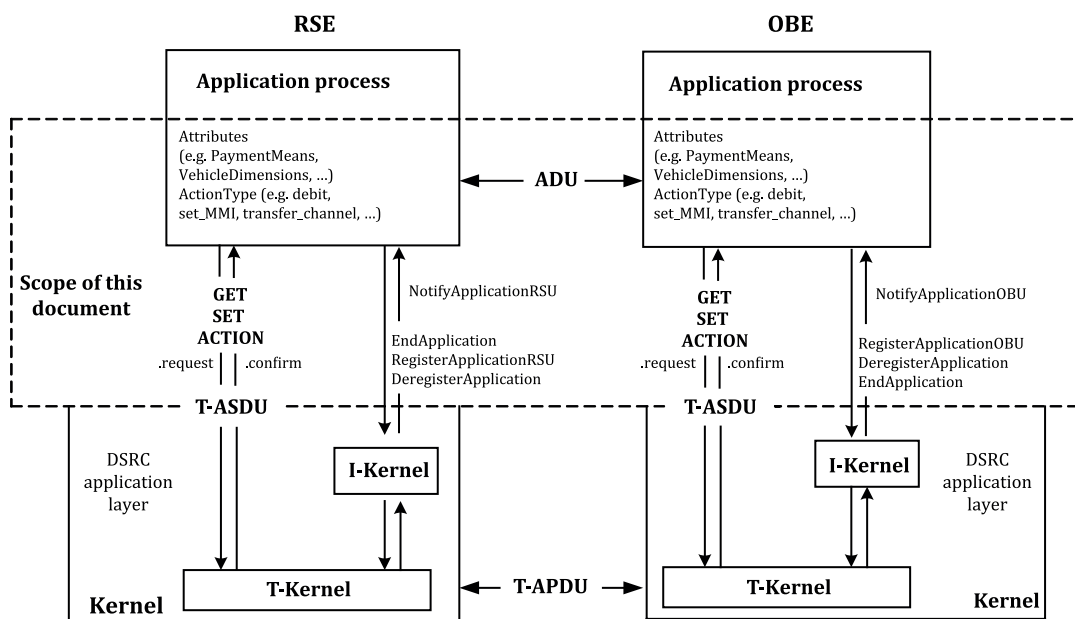 RSE
OBE
Application process
Attributes
(e.g. PaymentMeans,
VehicleDimensions, ...)
ActionType (e.g. debit,
set_MMI, transfer_channel, ...)
ADU
Application process
Attributes
(e.g. PaymentMeans,
VehicleDimensions, ...)
ActionType (e.g. debit,
set_MMI, transfer_channel, ...)
Scope of this
document
GET
SET
ACTION
.request
.confirm
T-ASDU
NotifyApplicationRSU
EndApplication
RegisterApplicationRSU
DeregisterApplication
GET
SET
ACTION
.request
.confirm
T-ASDU
NotifyApplicationOBU
RegisterApplicationOBU
DeregisterApplication
EndApplication
DSRC
application
layer
I-Kernel
T-Kernel
Kernel
T-APDU
I-Kernel
DSRC
application
layer
T-Kernel
Kernel